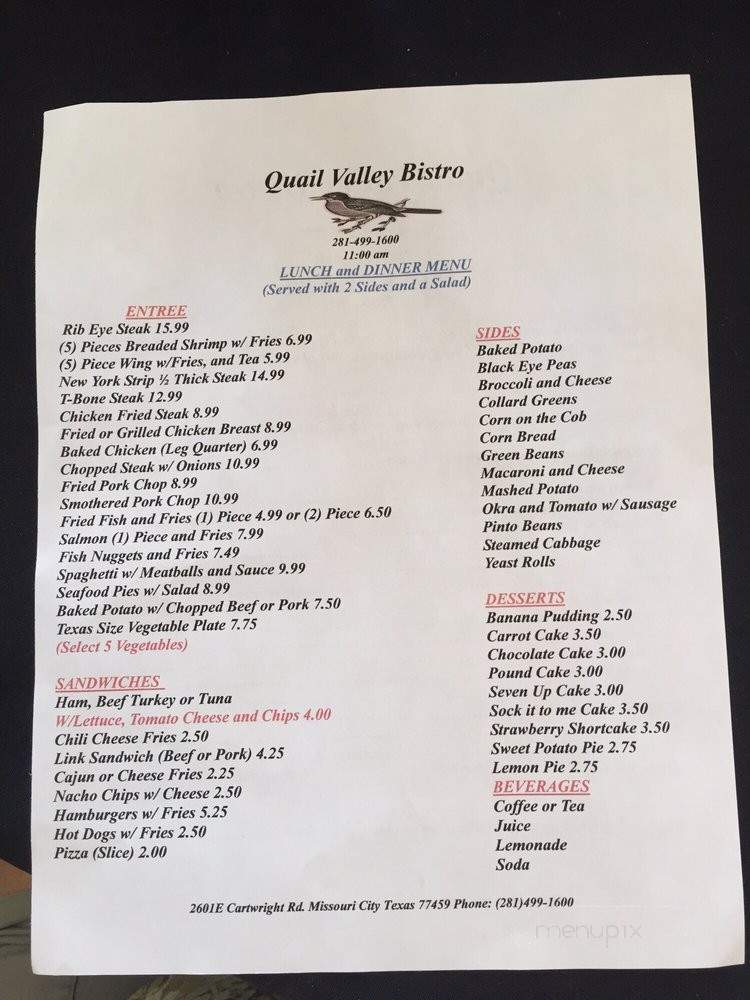 Quail Valley Bistro
281-499-1600
11:00 am
LUNCH and DINNER MENU
(Served with 2 Sides and a Salad)
ENTREE
Rib Eye Steak 15.99
(5) Pieces Breaded Shrimp w/ Fries 6.99
(5) Piece Wing w/Fries, and Tea 5.99
New York Strip ½ Thick Steak 14.99
T-Bone Steak 12.99
Chicken Fried Steak 8.99
Fried or Grilled Chicken Breast 8.99
Baked Chicken (Leg Quarter) 6.99
Chopped Steak w/ Onions 10.99
Fried Pork Chop 8.99
Smothered Pork Chop 10.99
Fried Fish and Fries (1) Piece 4.99 or (2) Piece 6.50
Salmon (1) Piece and Fries 7.99
Fish Nuggets and Fries 7.49
Spaghetti w/ Meatballs and Sauce 9.99
Seafood Pies w/ Salad 8.99
Baked Potato w/ Chopped Beef or Pork 7.50
Texas Size Vegetable Plate 7.75
(Select 5 Vegetables)
SANDWICHES
Ham, Beef Turkey or Tuna
W/Lettuce, Tomato Cheese and Chips 4.00
Chili Cheese Fries 2.50
Link Sandwich (Beef or Pork) 4.25
Cajun or Cheese Fries 2.25
Nacho Chips w/ Cheese 2.50
Hamburgers w/ Fries 5.25
Hot Dogs w/ Fries 2.50
Pizza (Slice) 2.00
SIDES
Baked Potato
Black Eye Peas
Broccoli and Cheese
Collard Greens
Corn on the Cob
Corn Bread
Green Beans
Macaroni and Cheese
Mashed Potato
Okra and Tomato w/ Sausage
Pinto Beans
Steamed Cabbage
Yeast Rolls
DESSERTS
Banana Pudding 2.50
Carrot Cake 3.50
Chocolate Cake 3.00
Pound Cake 3.00
Seven Up Cake 3.00
Sock it to me Cake 3.50
Strawberry Shortcake 3.50
Sweet Potato Pie 2.75
Lemon Pie 2.75
BEVERAGES
Coffee or Tea
Juice
Lemonade
Soda
2601E Cartwright Rd. Missouri City Texas 77459 Phone: (281)499-1600
menupix